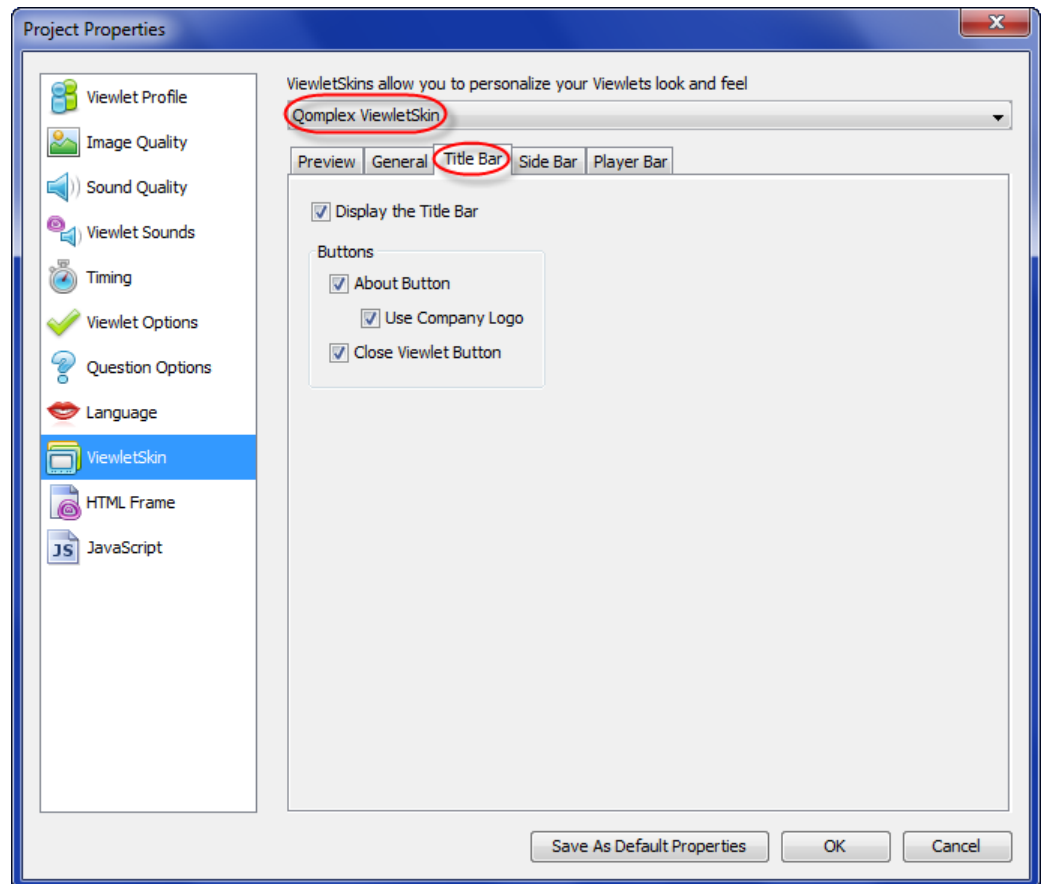 Project Properties
Viewlet Profile
Image Quality
Sound Quality
Viewlet Sounds
Timing
Viewlet Options
Question Options
Language
ViewletSkin
HTML Frame
JS JavaScript
ViewletSkins allow you to personalize your Viewlets look and feel
Qomplex ViewletSkin
Preview General Title Bar Side Bar Player Bar
Display the Title Bar
Buttons
About Button
Use Company Logo
Close Viewlet Button
Save As Default Properties OK Cancel